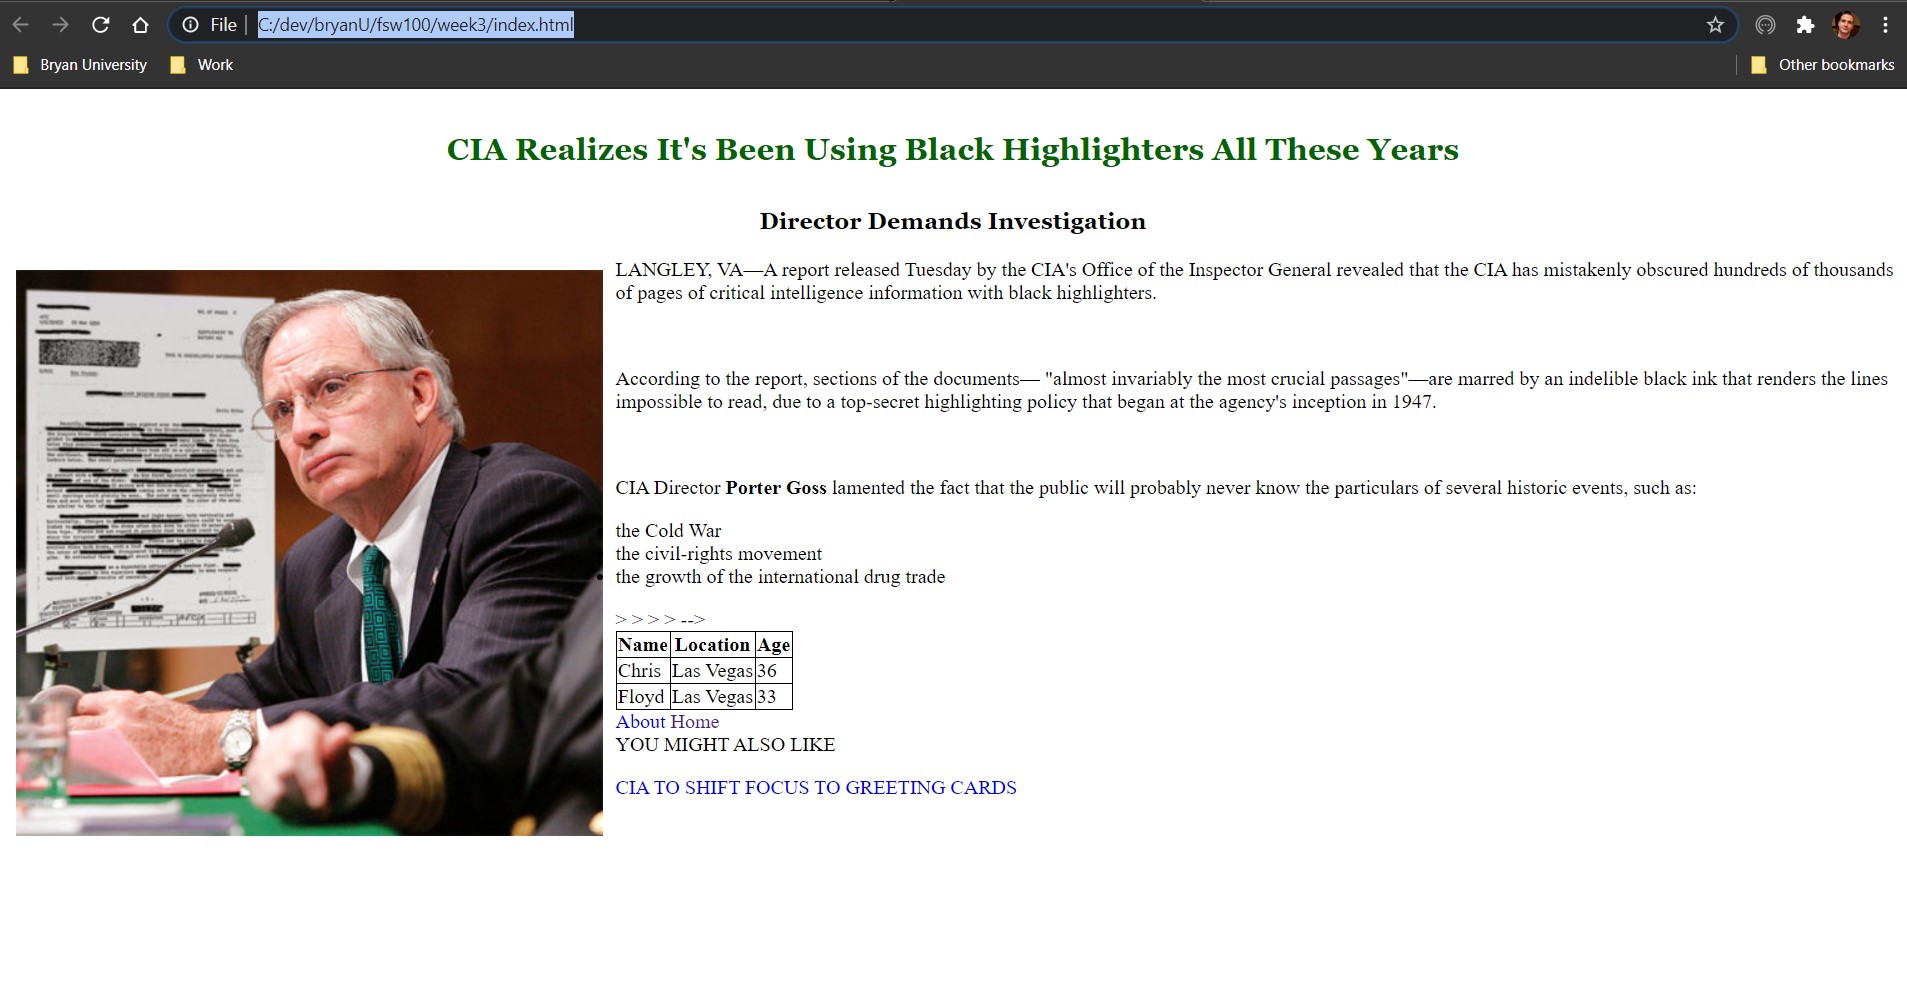 File C:/dev/bryanU/fsw100/week3/index.html
Bryan University Work Other bookmarks
CIA Realizes It's Been Using Black Highlighters All These Years
Director Demands Investigation
LANGLEY, VA—A report released Tuesday by the CIA's Office of the Inspector General revealed that the CIA has mistakenly obscured hundreds of thousands
of pages of critical intelligence information with black highlighters.
According to the report, sections of the documents— "almost invariably the most crucial passages"—are marred by an indelible black ink that renders the lines
impossible to read, due to a top-secret highlighting policy that began at the agency's inception in 1947.
CIA Director Porter Goss lamented the fact that the public will probably never know the particulars of several historic events, such as:
the Cold War
the civil-rights movement
the growth of the international drug trade
> > > > -->
Name Location Age
Chris Las Vegas 36
Floyd Las Vegas 33
About Home
YOU MIGHT ALSO LIKE
CIA TO SHIFT FOCUS TO GREETING CARDS